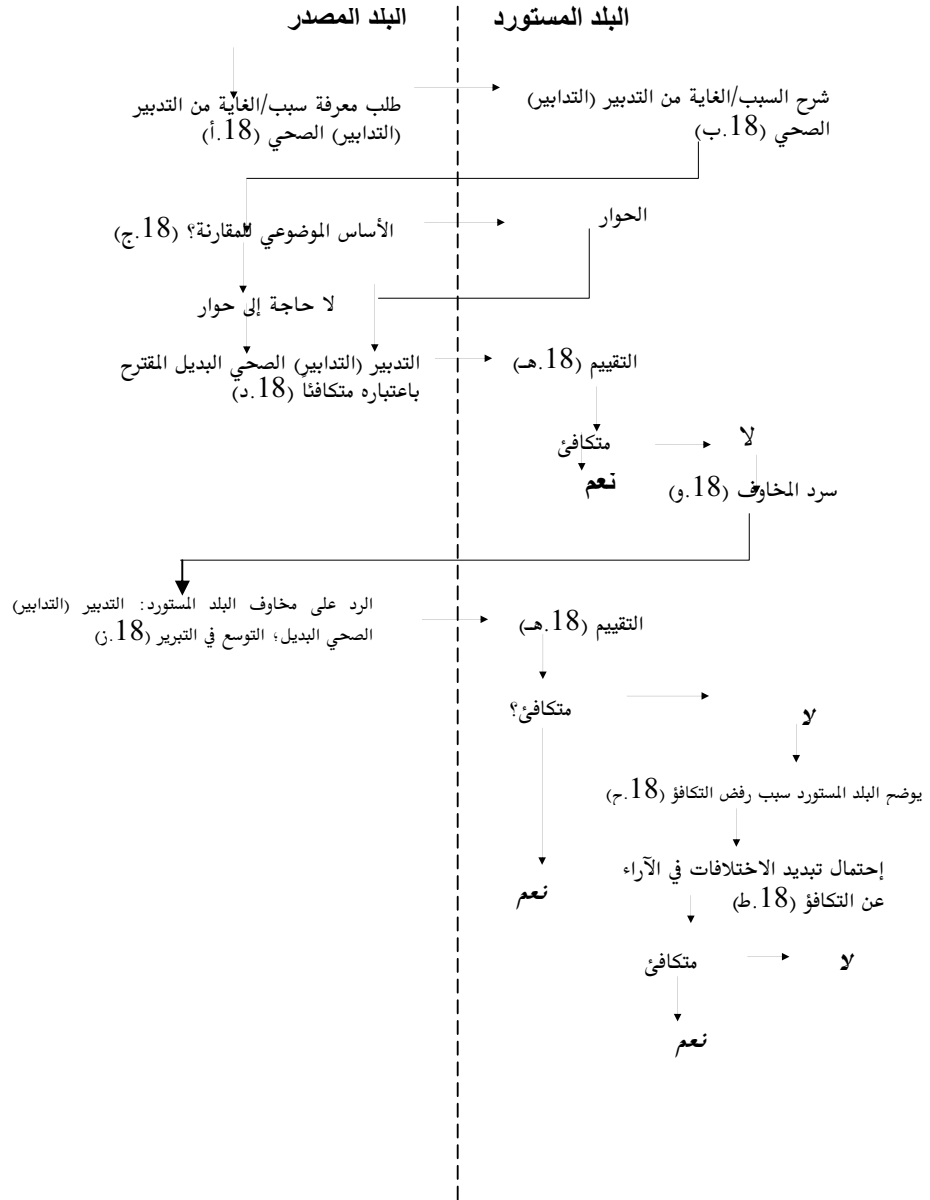 البلد المصدر
البلد المستورد
طلب معرفة سبب/الغاية من التدبير
(التدابير) الصحي (18.أ)
شرح السبب/الغاية من التدبير (التدابير)
الصحي (18.ب)
الأساس الموضوعي للمقارنة؟ (18.ج)
الحوار
لا حاجة إلى حوار
التدبير (التدابير) الصحي البديل المقترح
باعتباره متكافئاً (18.د)
التقييم (18.هـ)
متكافئ
لا
نعم
سرد المخاوف (18.و)
الرد على مخاوف البلد المستورد: التدبير (التدابير)
الصحي البديل؛ التوسع في التبرير (18.ز)
التقييم (18.هـ)
متكافئ؟
لا
يوضح البلد المستورد سبب رفض التكافؤ (18.ح)
إحتمال تبديد الاختلافات في الآراء
عن التكافؤ (18.ط)
نعم
متكافئ
لا
نعم